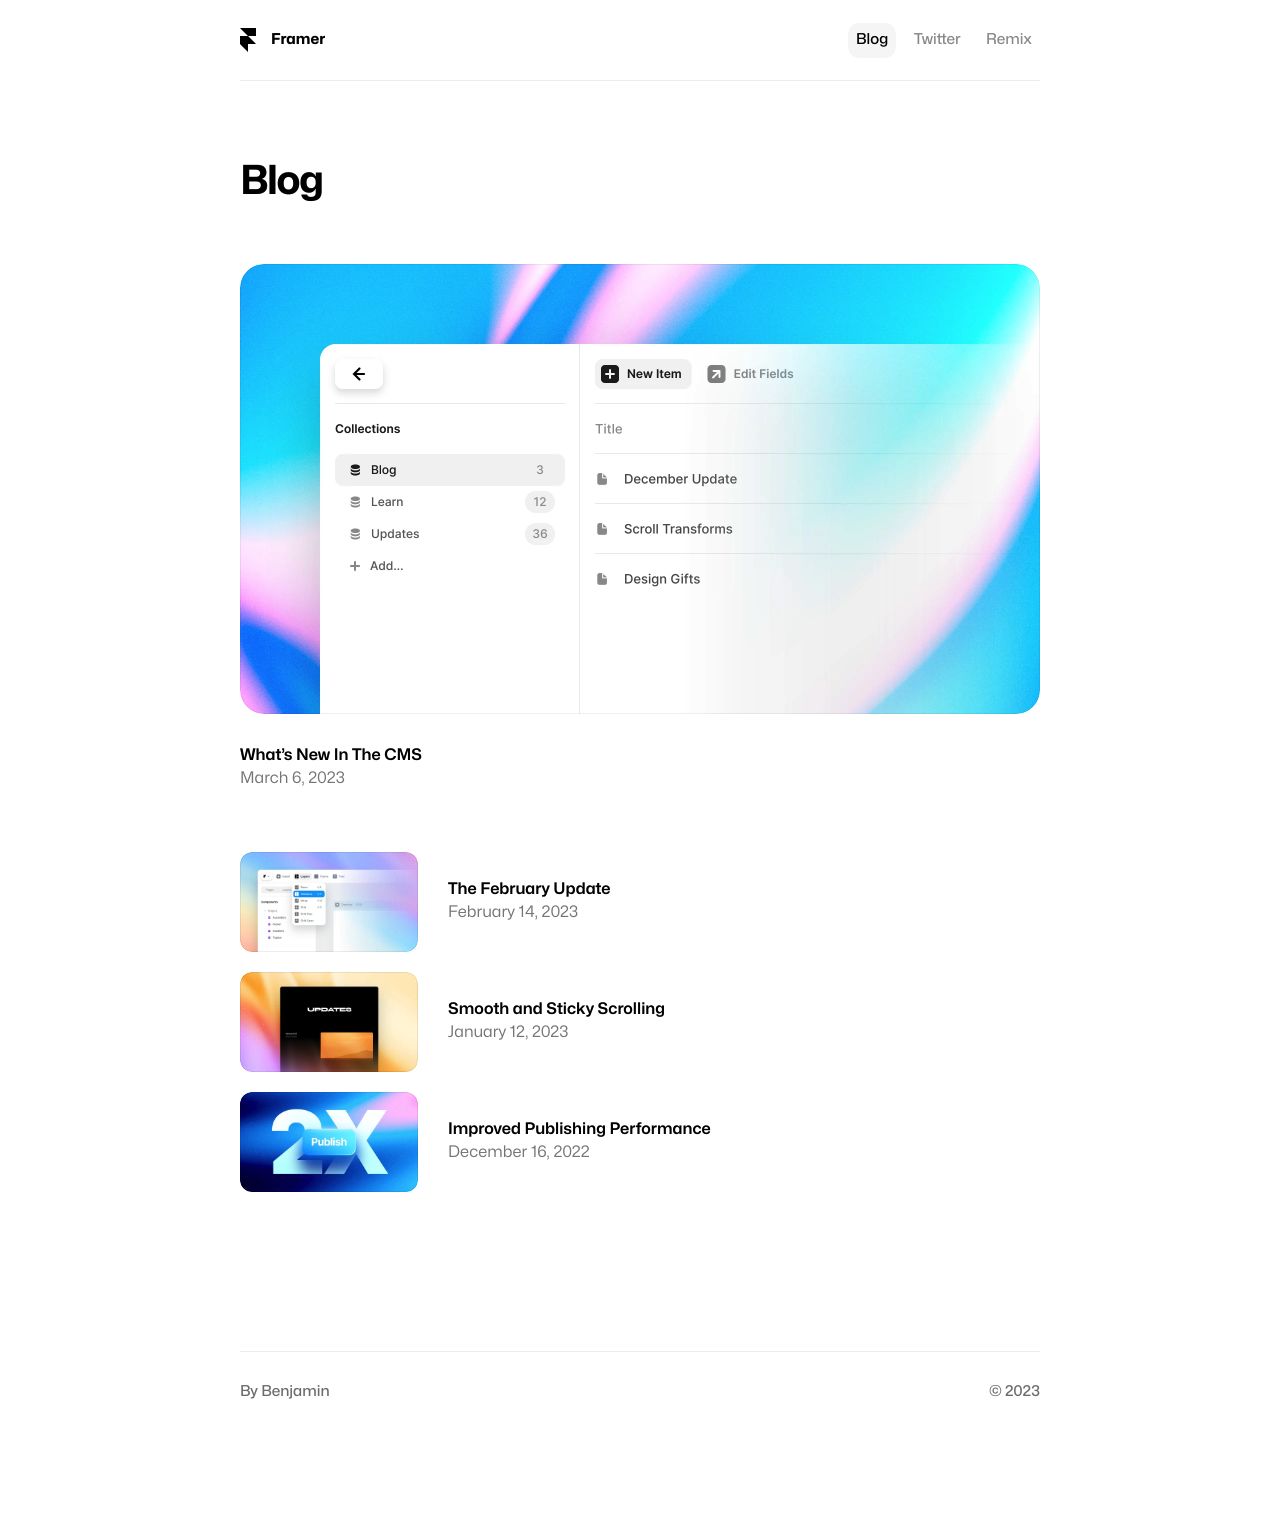 Framer
Blog Twitter Remix
Blog
New Item Edit Fields
Collections
Title
Blog 3
December Update
Learn 12
Updates 36
Scroll Transforms
Add...
Design Gifts
What’s New In The CMS
March 6, 2023
The February Update
February 14, 2023
UPDATES
Smooth and Sticky Scrolling
January 12, 2023
2X
Publish
Improved Publishing Performance
December 16, 2022
By Benjamin © 2023